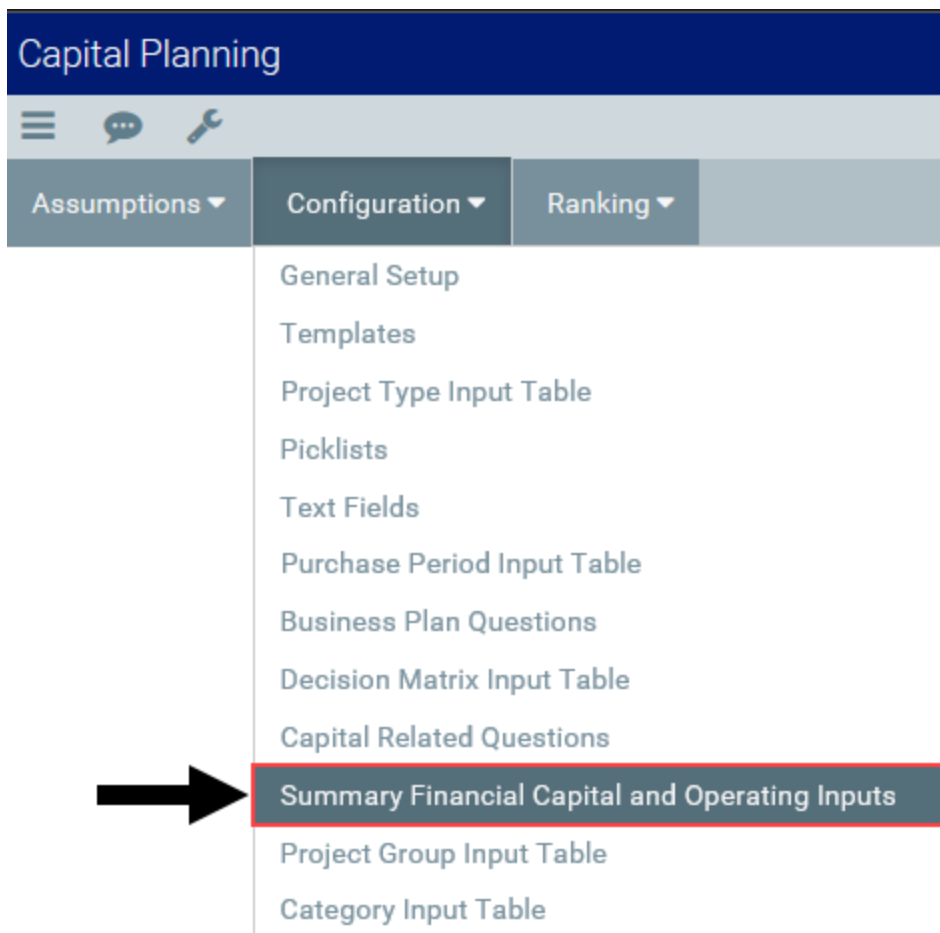 Capital Planning
Assumptions Configuration Ranking
General Setup
Templates
Project Type Input Table
Picklists
Text Fields
Purchase Period Input Table
Business Plan Questions
Decision Matrix Input Table
Capital Related Questions
Summary Financial Capital and Operating Inputs
Project Group Input Table
Category Input Table